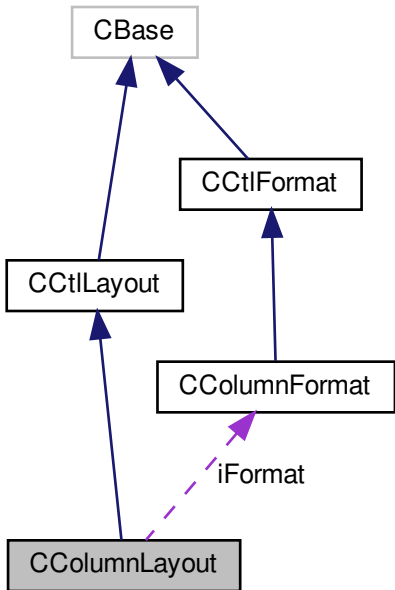 CBase
CCtlFormat
CCtlLayout
CColumnFormat
iFormat
CColumnLayout